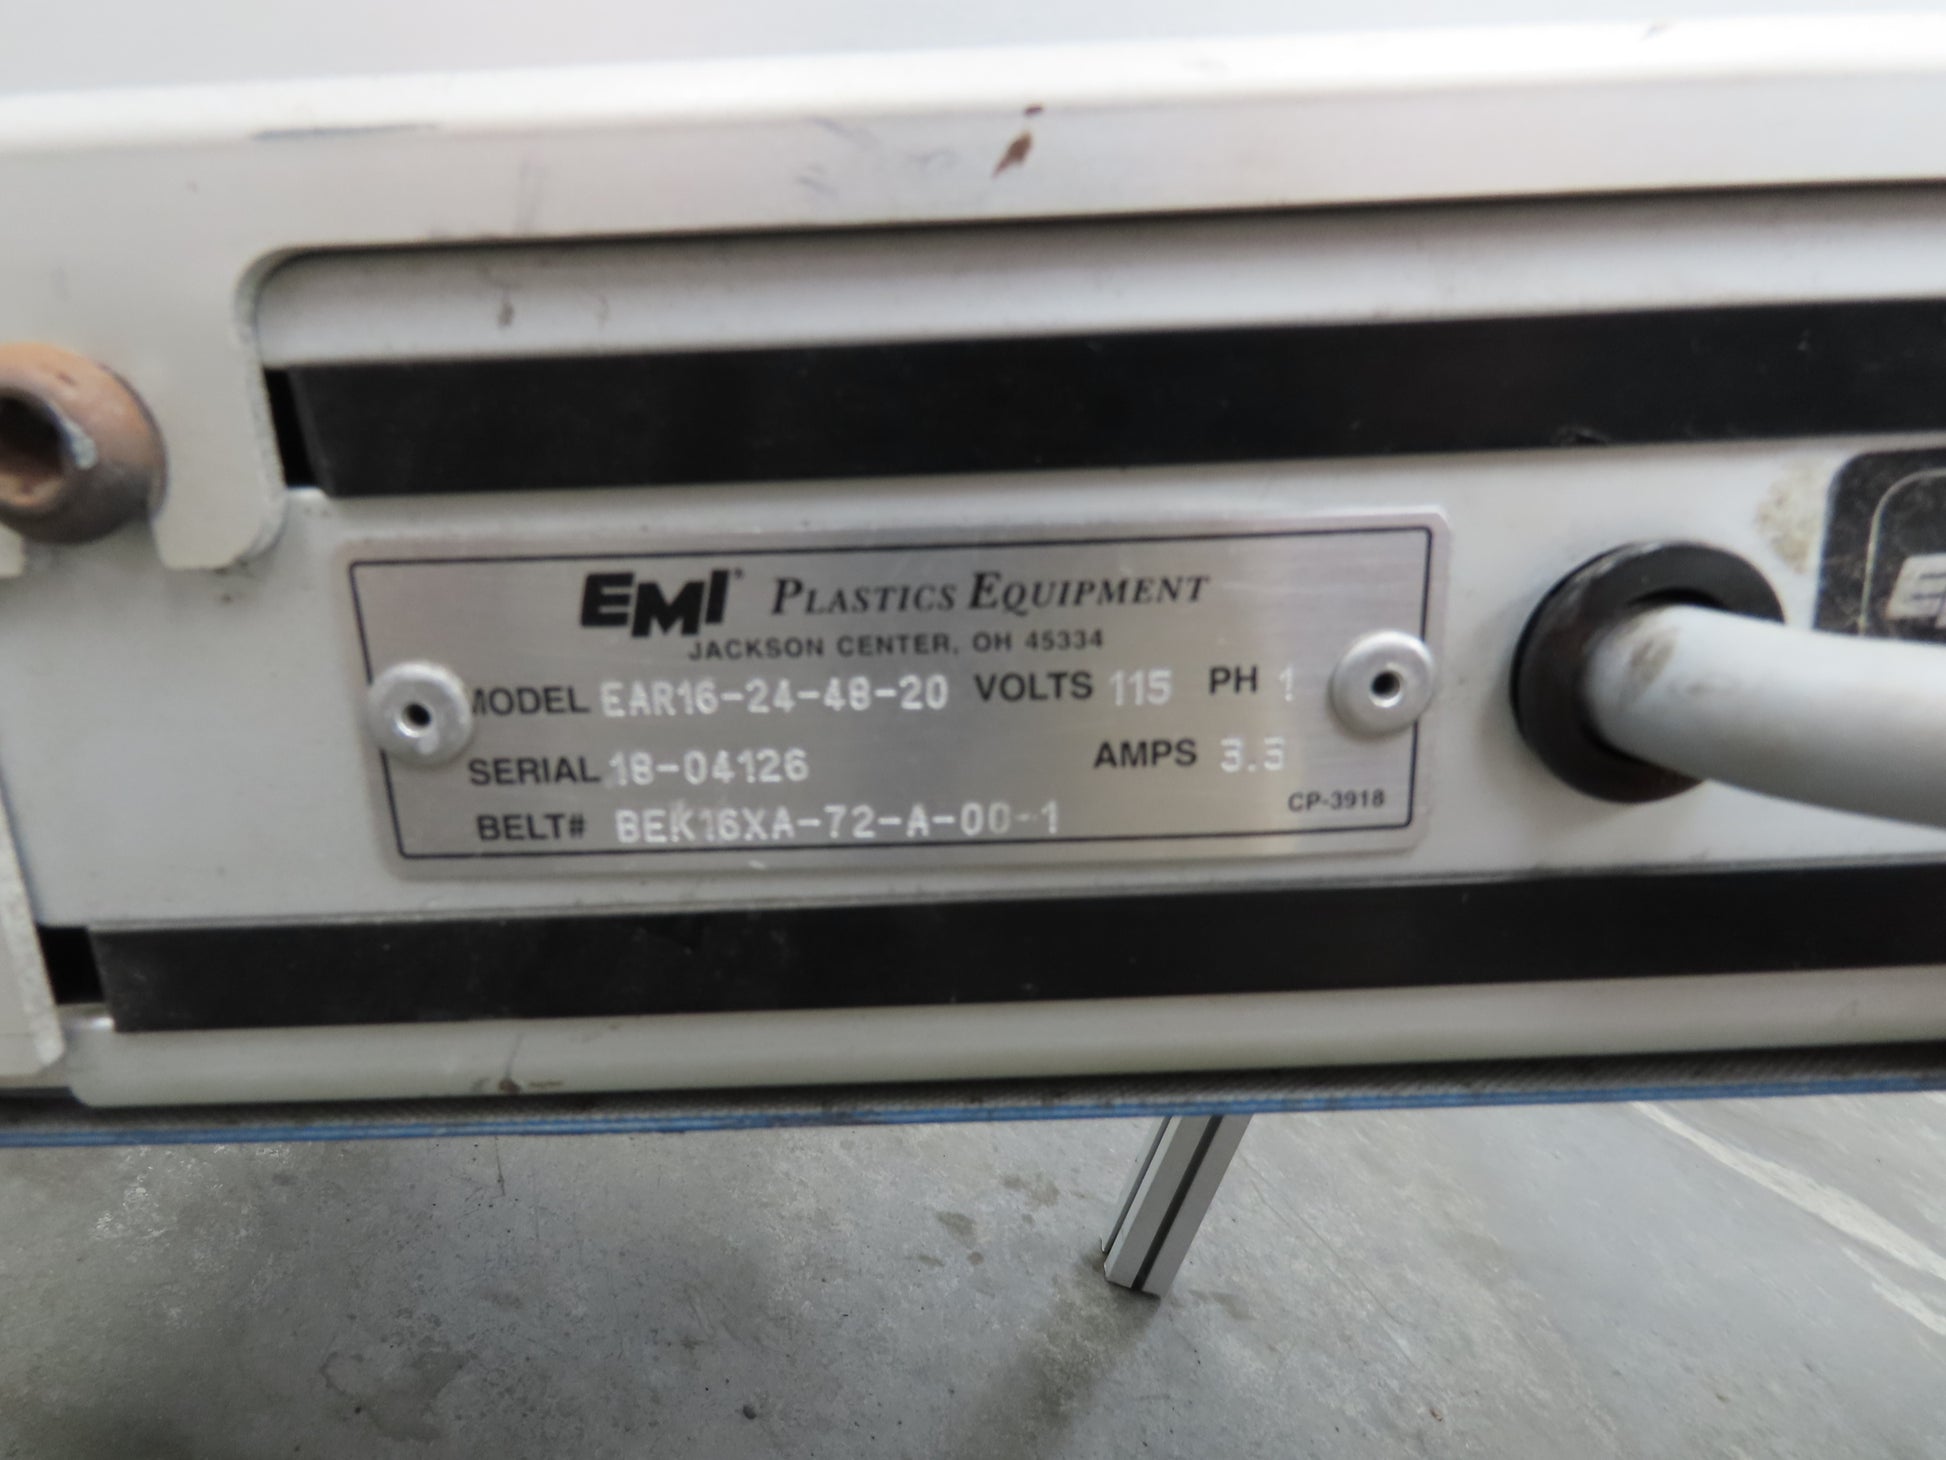 EMI® PLASTICS EQUIPMENT
JACKSON CENTER, OH 45334
MODEL EAR16-24-48-20 VOLTS 115 PH 1
SERIAL 18-04126 AMPS 3.3
BELT# BEK16XA-72-A-00-1 CP-3918